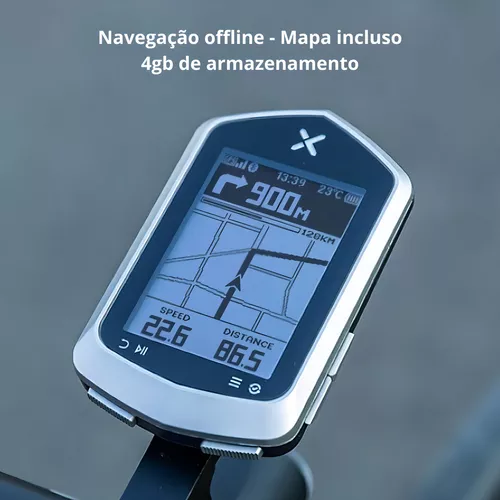 Navegação offline - Mapa incluso
4gb de armazenamento
X
13:39 23°C
900M
128KM
SPEED
22.6
DISTANCE
86.5